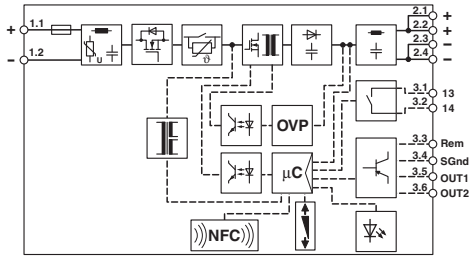 + 1.1
− 1.2
U
ϑ
2.1 +
2.2 +
2.3 −
2.4 −
OVP
3.1 13
3.2 14
µC
3.3 Rem
3.4 SGnd
3.5 OUT1
3.6 OUT2
NFC